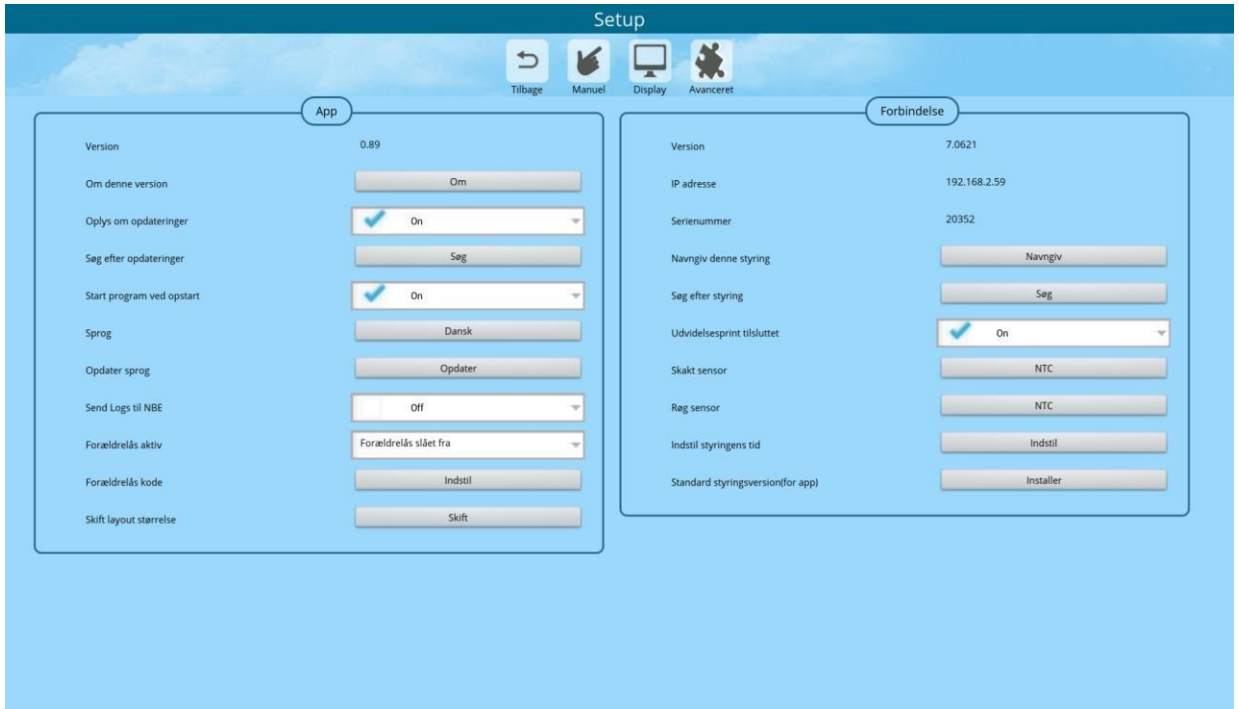 Setup
Tilbage
Manuel
Display
Avanceret
App
Version 0.89
Om denne version Om
Oplys om opdateringer On
Søg efter opdateringer Søg
Start program ved opstart On
Sprog Dansk
Opdater sprog Opdater
Send Logs til NBE Off
Forældrelås aktiv Forældrelås slået fra
Forældrelås kode Indstil
Skift layout størrelse Skift
Forbindelse
Version 7.0621
IP adresse 192.168.2.59
Serienummer 20352
Navngiv denne styring Navngiv
Søg efter styring Søg
Udvidelsesprint tilsluttet On
Skakt sensor NTC
Røg sensor NTC
Indstil styringens tid Indstil
Standard styringsversion(for app) Installer